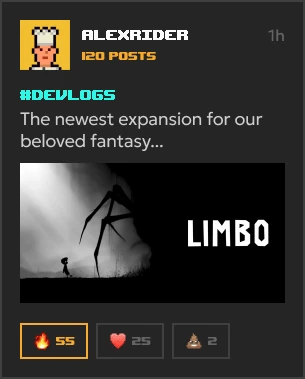 ALEXRIDER
1h
120 POSTS
#DEVLOGS
The newest expansion for our
beloved fantasy...
LIMBO
55
25
2